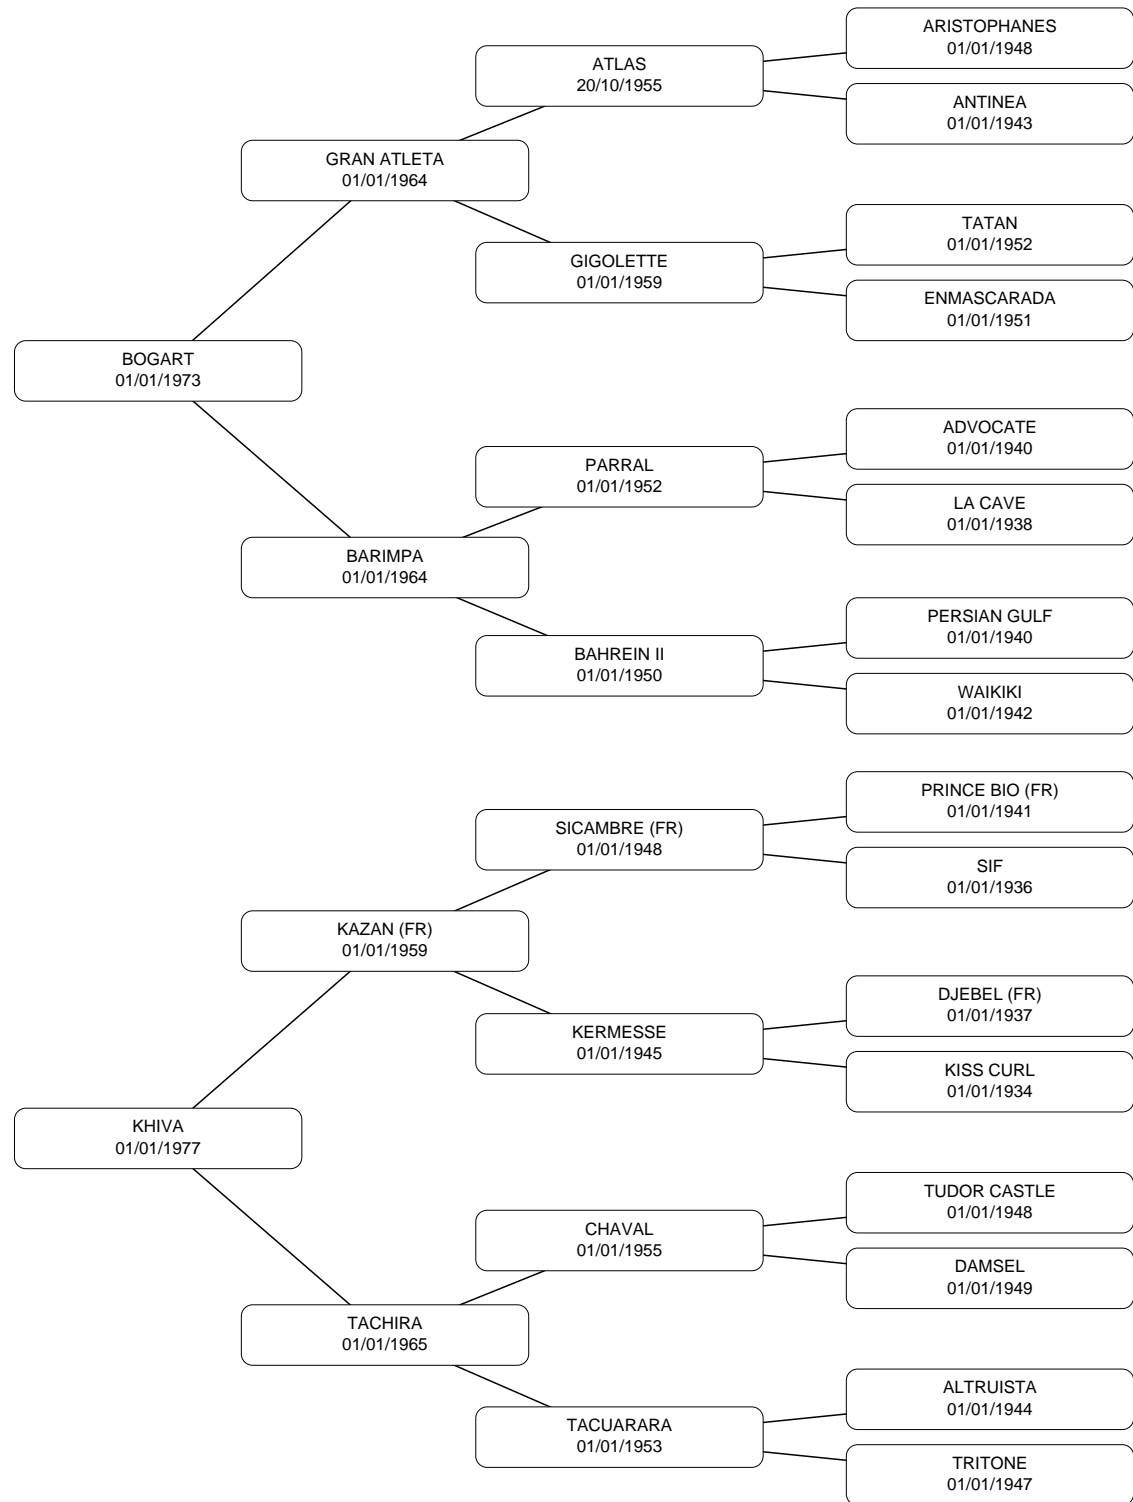 ARISTOPHANES
01/01/1948
ATLAS
20/10/1955
ANTINEA
01/01/1943
GRAN ATLETA
01/01/1964
TATAN
01/01/1952
GIGOLETTE
01/01/1959
ENMASCARADA
01/01/1951
BOGART
01/01/1973
ADVOCATE
01/01/1940
PARRAL
01/01/1952
LA CAVE
01/01/1938
BARIMPA
01/01/1964
PERSIAN GULF
01/01/1940
BAHREIN II
01/01/1950
WAIKIKI
01/01/1942
PRINCE BIO (FR)
01/01/1941
SICAMBRE (FR)
01/01/1948
SIF
01/01/1936
KAZAN (FR)
01/01/1959
DJEBEL (FR)
01/01/1937
KERMESSE
01/01/1945
KISS CURL
01/01/1934
KHIVA
01/01/1977
TUDOR CASTLE
01/01/1948
CHAVAL
01/01/1955
DAMSEL
01/01/1949
TACHIRA
01/01/1965
ALTRUISTA
01/01/1944
TACUARARA
01/01/1953
TRITONE
01/01/1947